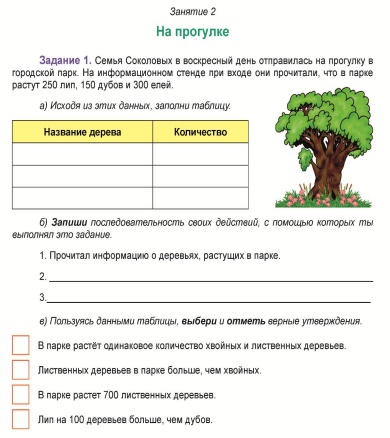 Занятие 2
На прогулке
Задание 1. Семья Соколовых в воскресный день отправилась на прогулку в
городской парк. На информационном стенде при входе они прочитали, что в парке
растут 250 лип, 150 дубов и 300 елей.
а) Исходя из этих данных, заполни таблицу.
Название дерева Количество
б) Запиши последовательность своих действий, с помощью которых ты
выполнял это задание.
1. Прочитал информацию о деревьях, растущих в парке.
2.
3.
в) Пользуясь данными таблицы, выбери и отметь верные утверждения.
В парке растёт одинаковое количество хвойных и лиственных деревьев.
Лиственных деревьев в парке больше, чем хвойных.
В парке растет 700 лиственных деревьев.
Лип на 100 деревьев больше, чем дубов.